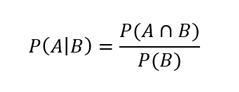 P(A|B) = P(A ∩ B) / P(B)